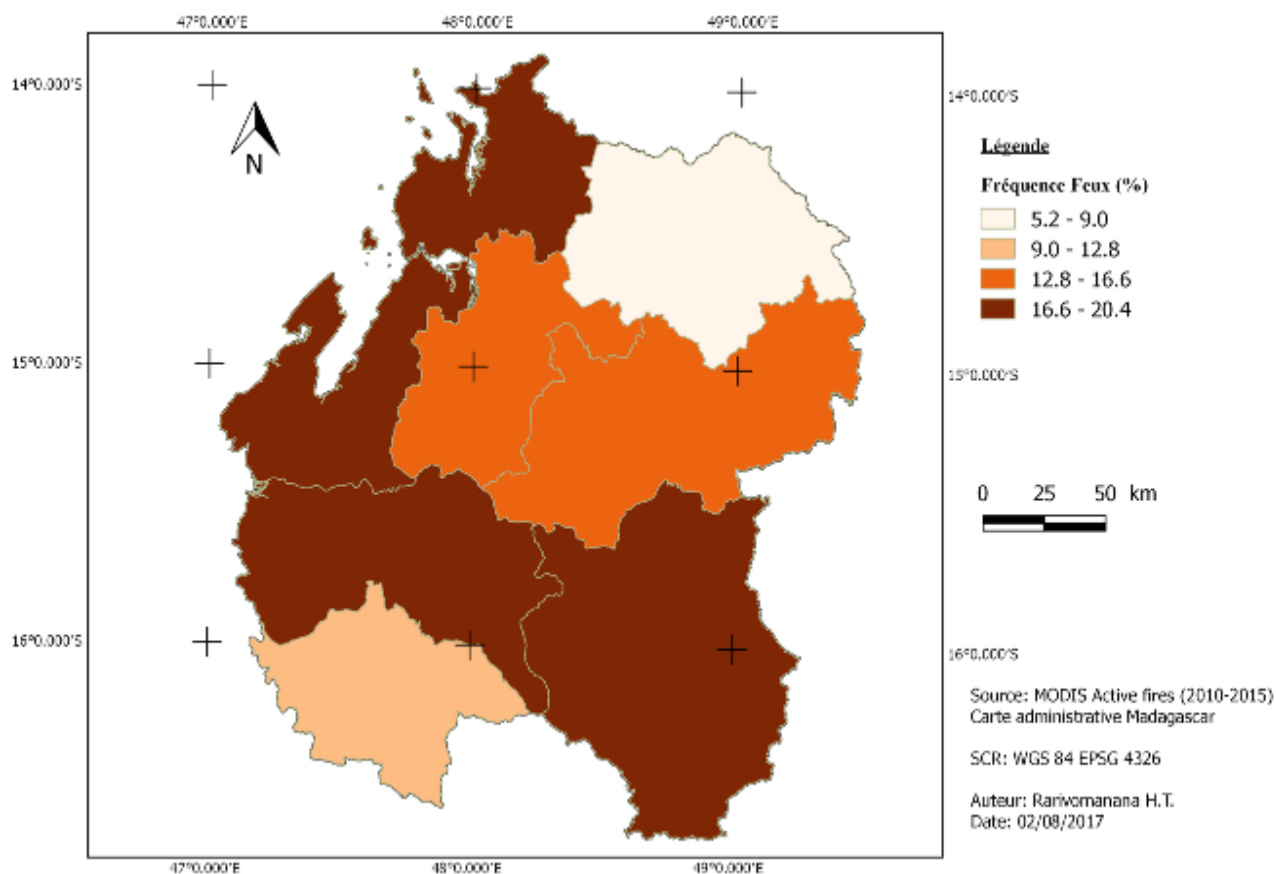 47°0.000'E 48°0.000'E 49°0.000'E
14°0.000'S
14°0.000'S
N
15°0.000'S
15°0.000'S
16°0.000'S
16°0.000'S
47°0.000'E 48°0.000'E 49°0.000'E
Légende
Fréquence Feux (%)
5.2 - 9.0
9.0 - 12.8
12.8 - 16.6
16.6 - 20.4
0 25 50 km
Source: MODIS Active fires (2010-2015)
Carte administrative Madagascar
SCR: WGS 84 EPSG 4326
Auteur: Rarivomanana H.T.
Date: 02/08/2017